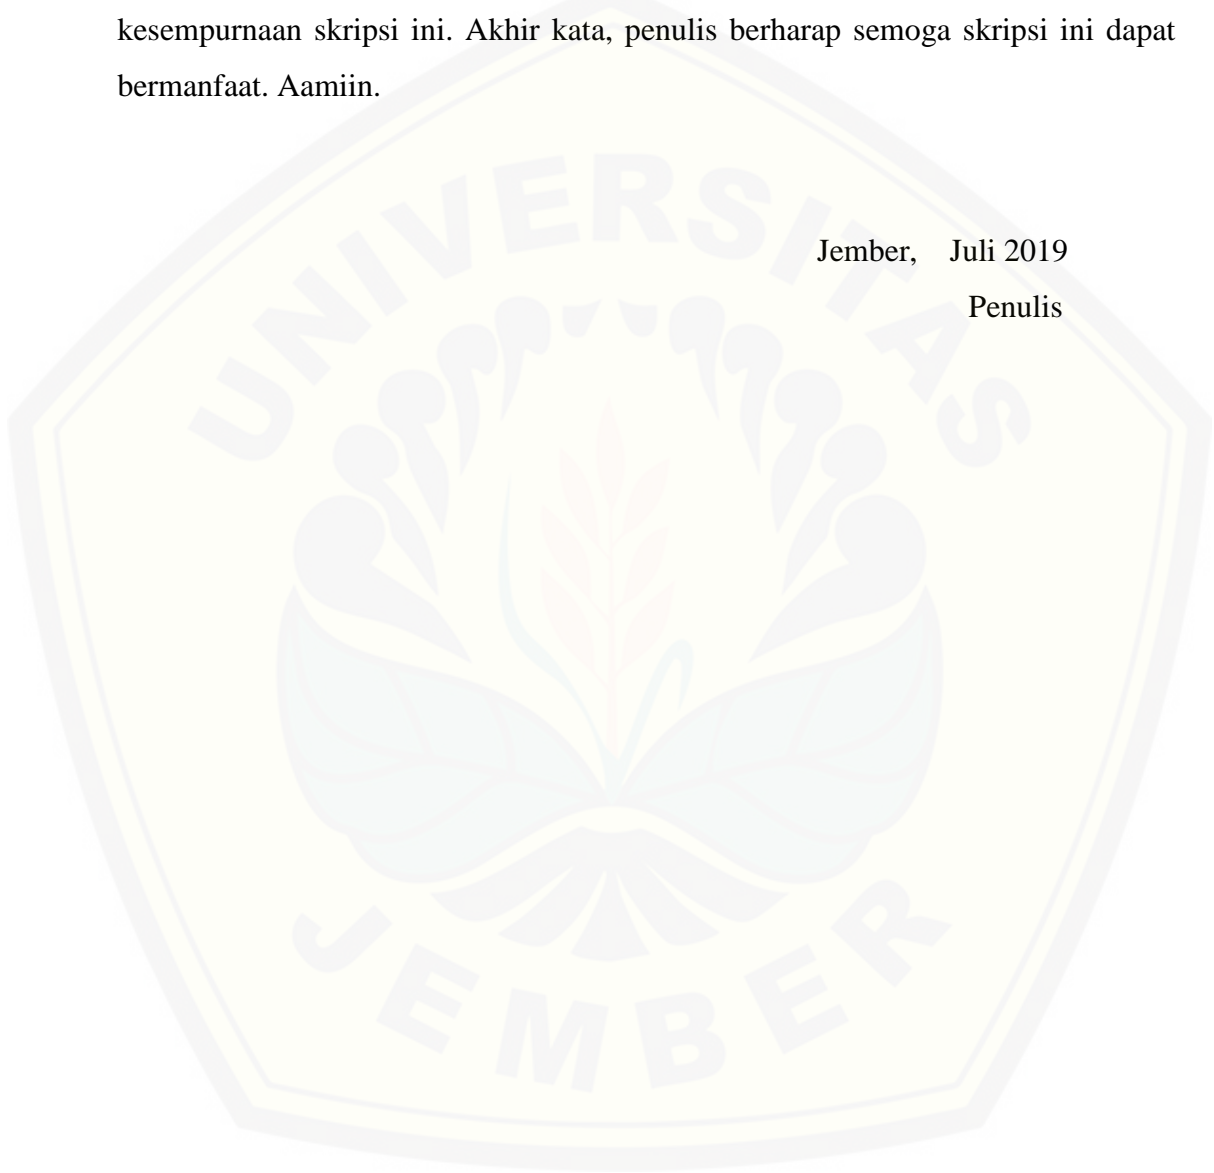 kesempurnaan skripsi ini. Akhir kata, penulis berharap semoga skripsi ini dapat
bermanfaat. Aamiin.
Jember, Juli 2019
Penulis
UNIVERSITAS
JEMBER